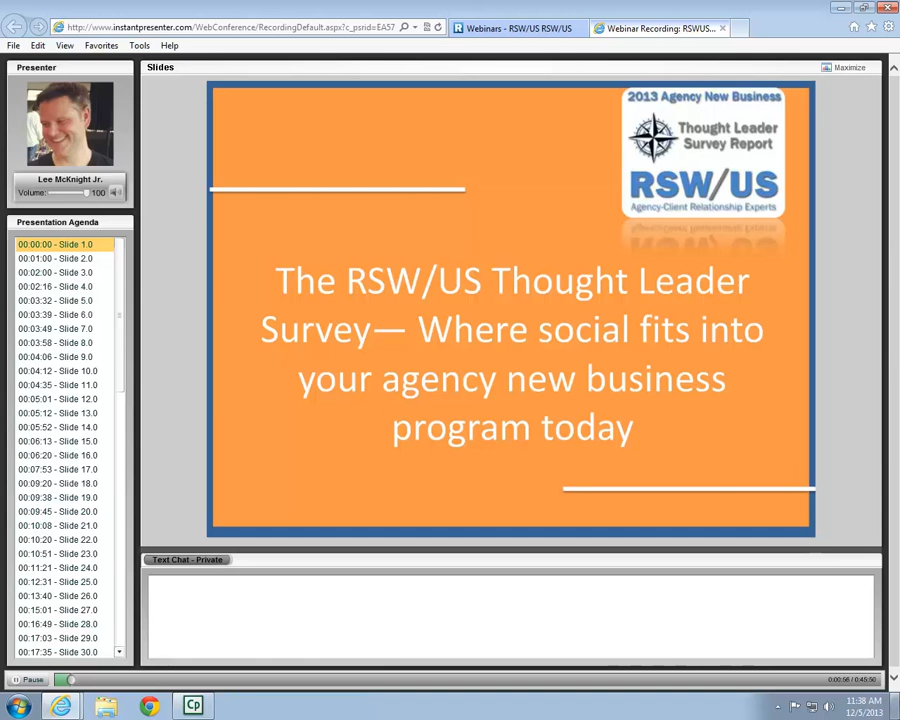 http://www.instantpresenter.com/WebConference/RecordingDefault.aspx?c_psrid=EA57
Webinars - RSW/US RSW/US
Webinar Recording: RSWUS...
File Edit View Favorites Tools Help
Presenter
Lee McKnight Jr.
Volume: 100
Presentation Agenda
00:00:00 - Slide 1.0
00:01:00 - Slide 2.0
00:02:00 - Slide 3.0
00:02:16 - Slide 4.0
00:03:32 - Slide 5.0
00:03:39 - Slide 6.0
00:03:49 - Slide 7.0
00:03:58 - Slide 8.0
00:04:06 - Slide 9.0
00:04:12 - Slide 10.0
00:04:35 - Slide 11.0
00:05:01 - Slide 12.0
00:05:12 - Slide 13.0
00:05:52 - Slide 14.0
00:06:13 - Slide 15.0
00:06:20 - Slide 16.0
00:07:53 - Slide 17.0
00:09:20 - Slide 18.0
00:09:38 - Slide 19.0
00:09:45 - Slide 20.0
00:10:08 - Slide 21.0
00:10:20 - Slide 22.0
00:10:51 - Slide 23.0
00:11:21 - Slide 24.0
00:12:31 - Slide 25.0
00:13:40 - Slide 26.0
00:15:01 - Slide 27.0
00:16:49 - Slide 28.0
00:17:03 - Slide 29.0
00:17:35 - Slide 30.0
Slides
Maximize
2013 Agency New Business
Thought Leader
Survey Report
RSW/US
Agency-Client Relationship Experts
The RSW/US Thought Leader
Survey— Where social fits into
your agency new business
program today
Text Chat - Private
Pause
0:00:56 / 0:45:50
Cp
11:38 AM
12/5/2013